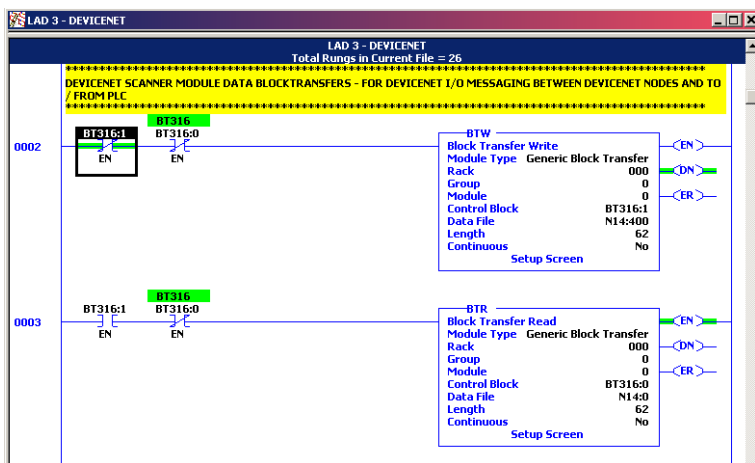 LAD 3 - DEVICENET
LAD 3 - DEVICENET
Total Rungs in Current File = 26
********************************************************************************
DEVICENET SCANNER MODULE DATA BLOCKTRANSFERS - FOR DEVICENET I/O MESSAGING BETWEEN DEVICENET NODES AND TO
/ FROM PLC
********************************************************************************
BT316
BT316:1 BT316:0
0002
EN EN
BTW
Block Transfer Write EN
Module Type Generic Block Transfer
Rack 000 DN
Group 0
Module 0 ER
Control Block BT316:1
Data File N14:400
Length 62
Continuous No
Setup Screen
BT316
BT316:1 BT316:0
0003
EN EN
BTR
Block Transfer Read EN
Module Type Generic Block Transfer
Rack 000 DN
Group 0
Module 0 ER
Control Block BT316:0
Data File N14:0
Length 62
Continuous No
Setup Screen